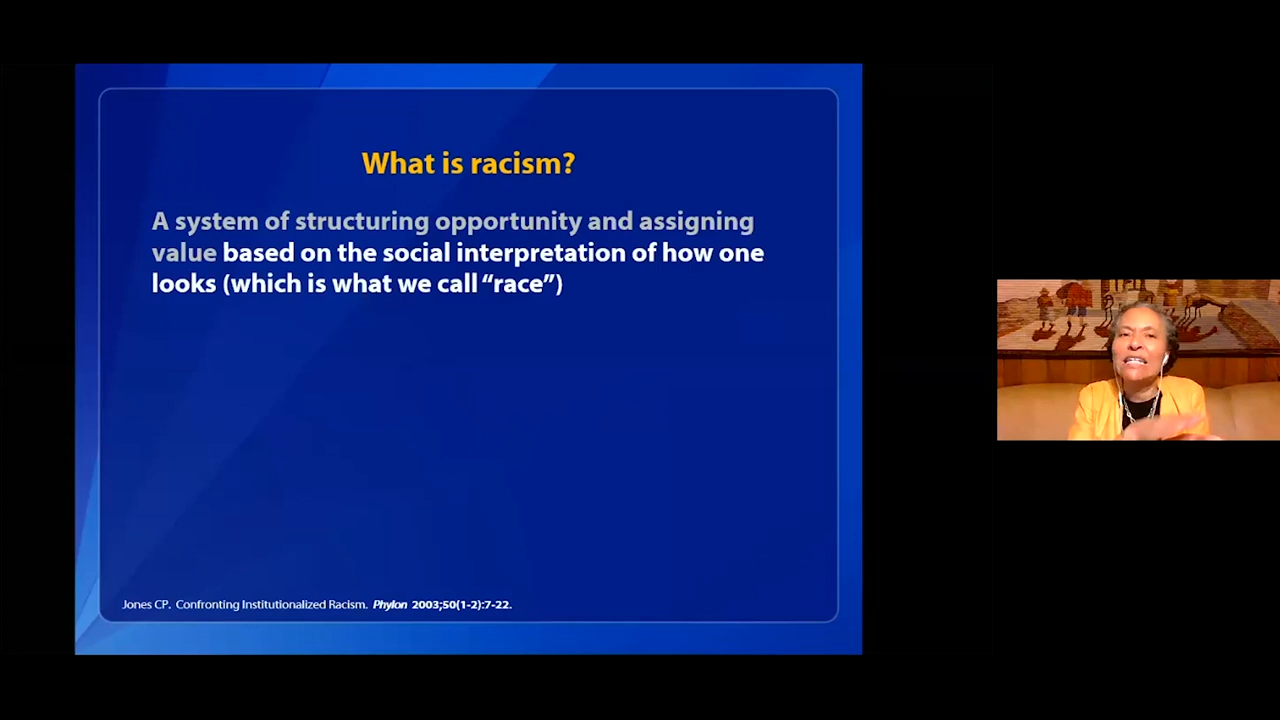 What is racism?
A system of structuring opportunity and assigning
value based on the social interpretation of how one
looks (which is what we call “race”)
Jones CP. Confronting Institutionalized Racism. Phylon 2003;50(1-2):7-22.